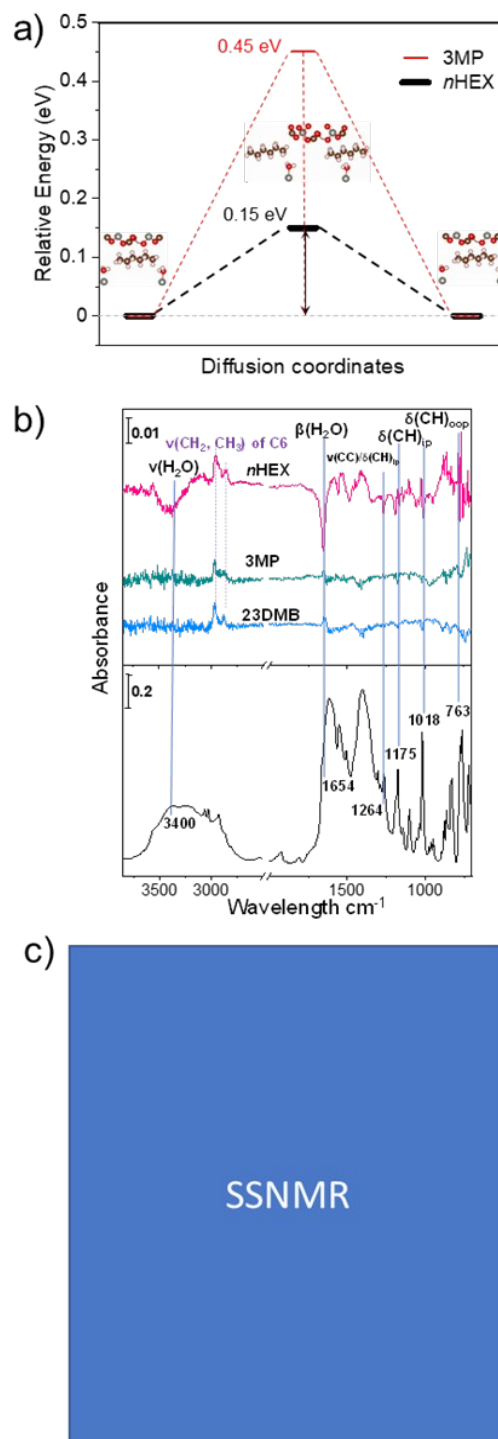 a)
0.5
0.4
0.3
0.2
0.1
0
Relative Energy (eV)
0.45 eV
0.15 eV
3MP
nHEX
Diffusion coordinates
b)
0.01
ν(CH2, CH3) of C6
ν(H2O)
nHEX
β(H2O)
ν(CC)/δ(CH)ip
δ(CH)ip
δ(CH)oop
3MP
23DMB
Absorbance
0.2
3400
1654
1264
1175
1018
763
3500
3000
1500
1000
Wavelength cm-1
c)
SSNMR